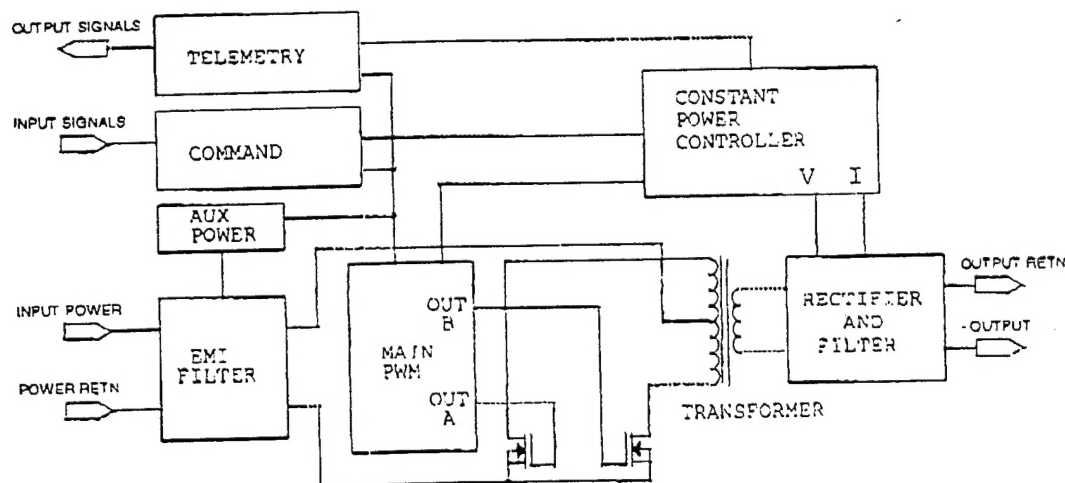 OUTPUT SIGNALS
TELEMETRY
INPUT SIGNALS
COMMAND
CONSTANT
POWER
CONTROLLER
V I
AUX
POWER
INPUT POWER
POWER RETN
EMI
FILTER
MAIN
PWM
OUT
B
OUT
A
TRANSFORMER
RECTIFIER
AND
FILTER
OUTPUT RETN
-OUTPUT